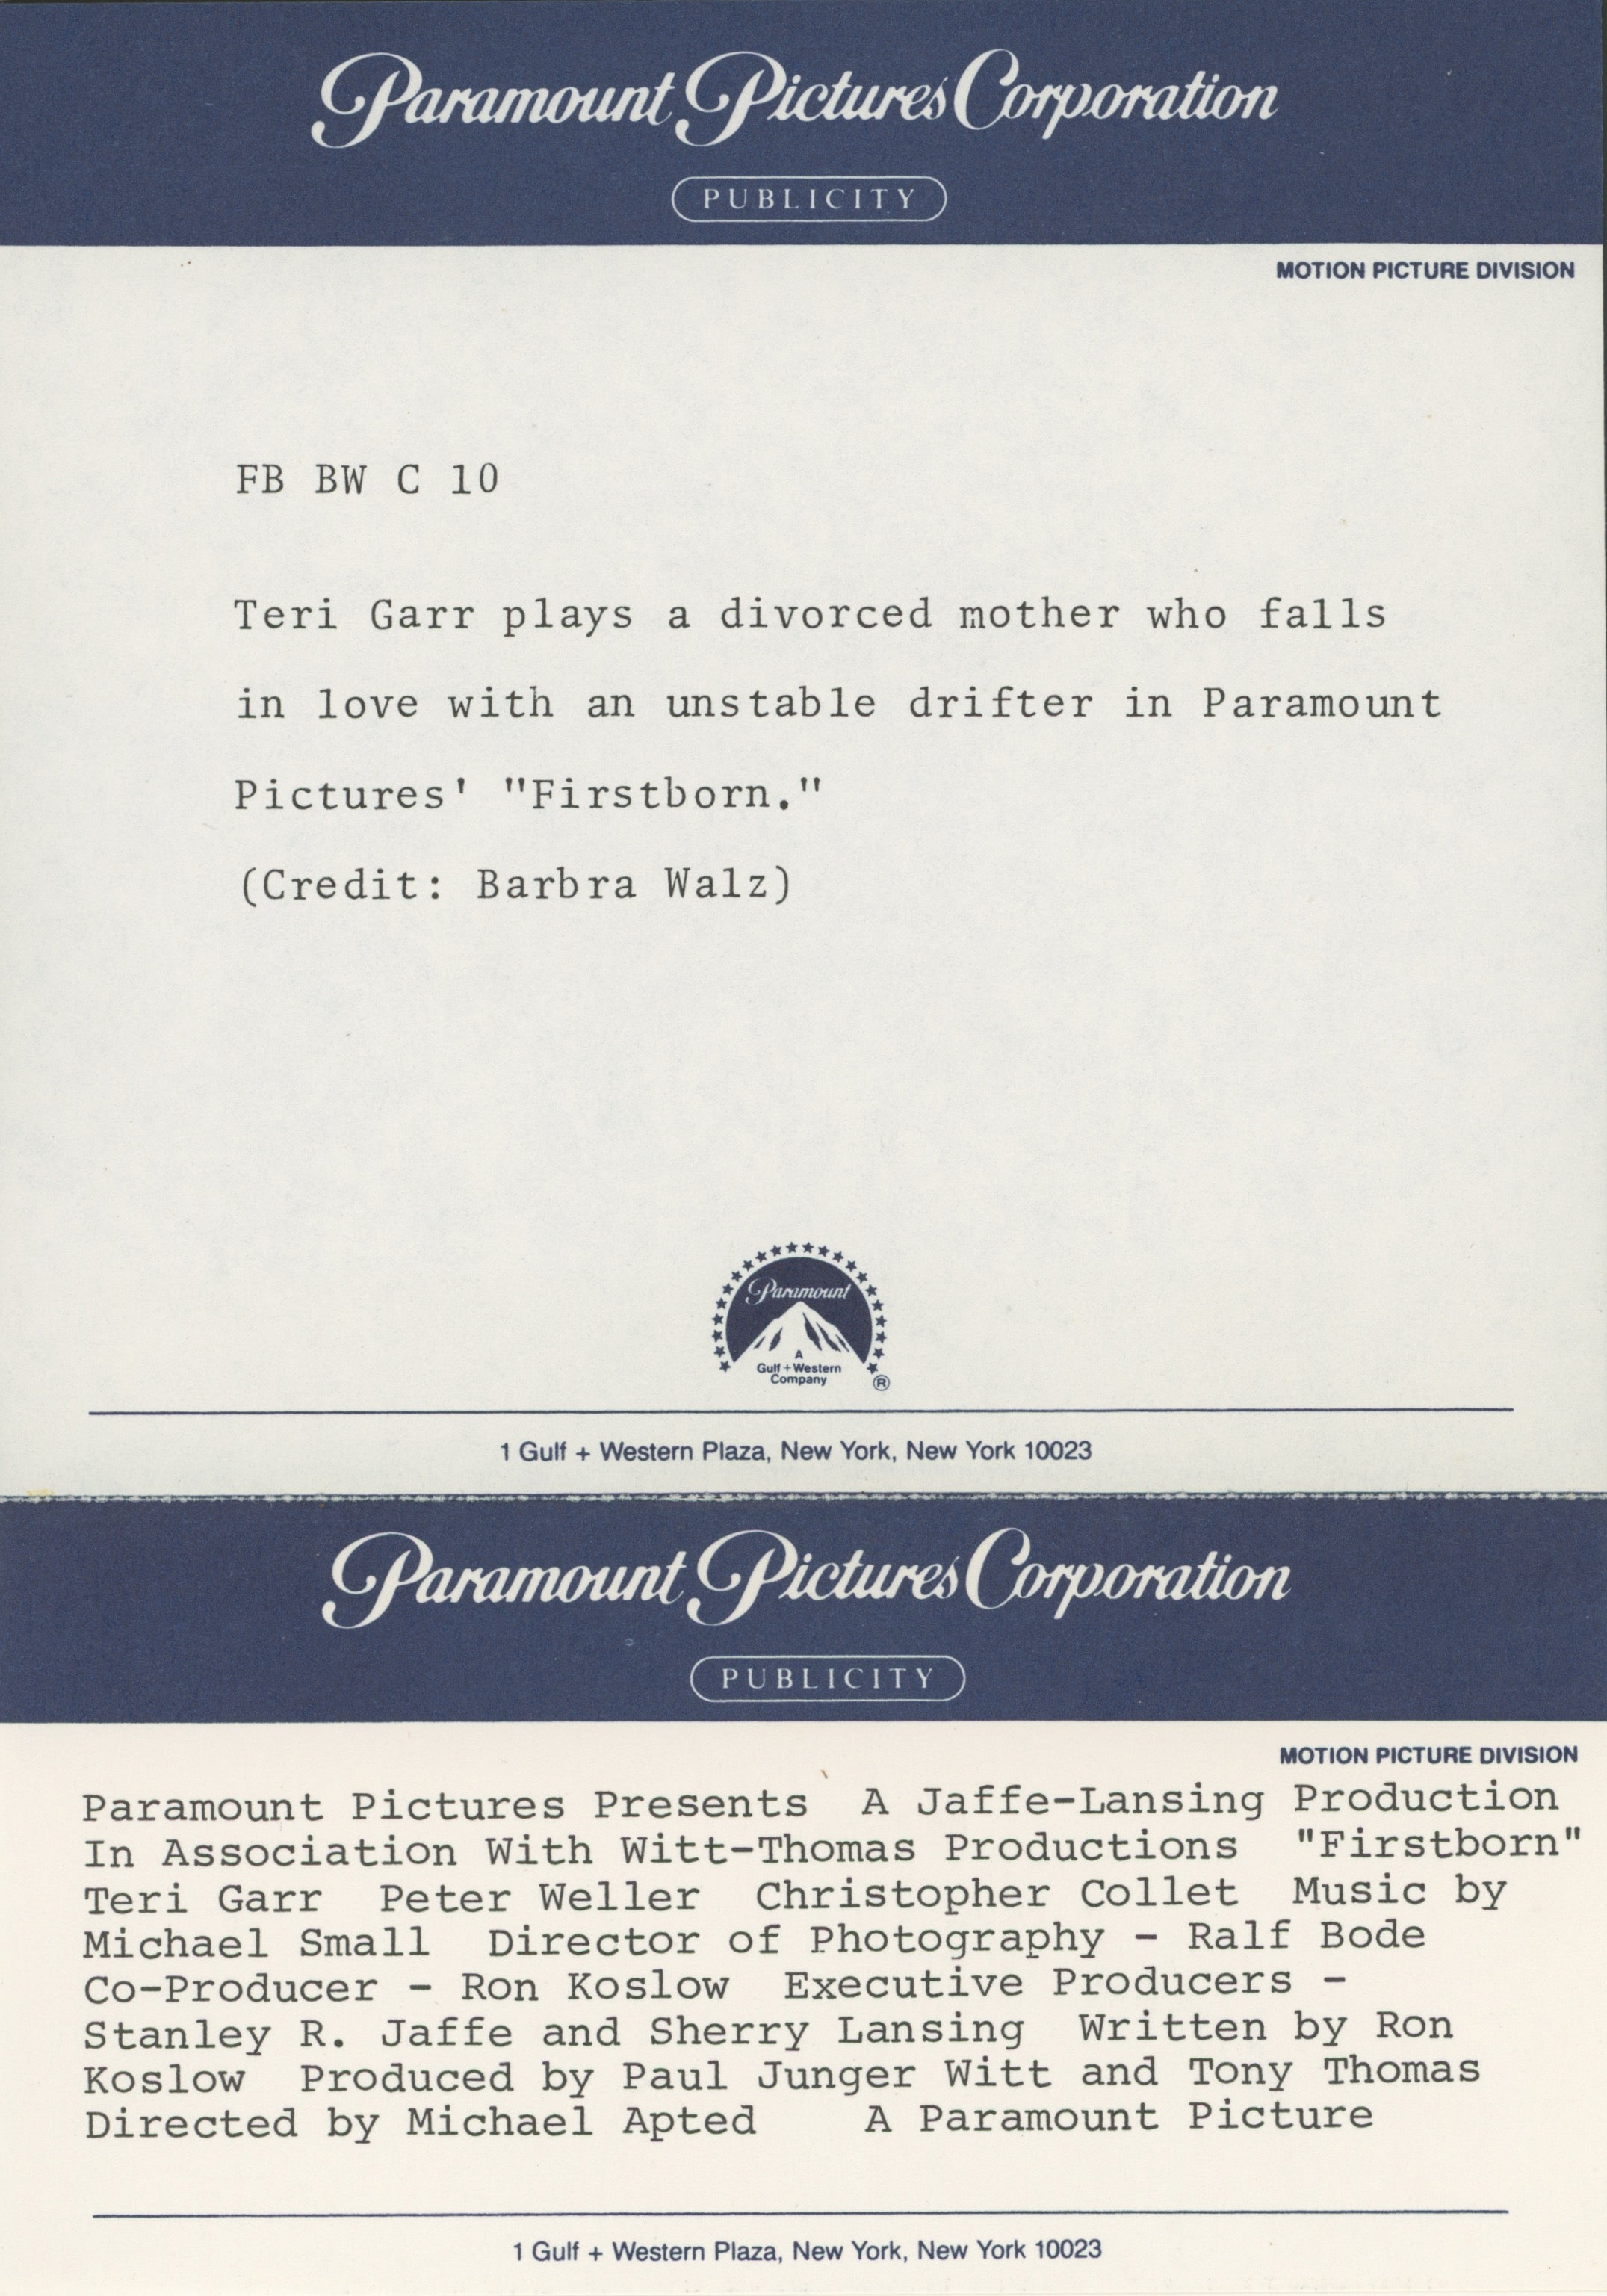 Paramount Pictures Corporation
PUBLICITY
MOTION PICTURE DIVISION
FB BW C 10
Teri Garr plays a divorced mother who falls
in love with an unstable drifter in Paramount
Pictures' "Firstborn."
(Credit: Barbra Walz)
Paramount
A
Gulf + Western
Company
®
1 Gulf + Western Plaza, New York, New York 10023
Paramount Pictures Corporation
PUBLICITY
MOTION PICTURE DIVISION
Paramount Pictures Presents A Jaffe-Lansing Production
In Association With Witt-Thomas Productions "Firstborn"
Teri Garr Peter Weller Christopher Collet Music by
Michael Small Director of Photography - Ralf Bode
Co-Producer - Ron Koslow Executive Producers -
Stanley R. Jaffe and Sherry Lansing Written by Ron
Koslow Produced by Paul Junger Witt and Tony Thomas
Directed by Michael Apted A Paramount Picture
1 Gulf + Western Plaza, New York, New York 10023